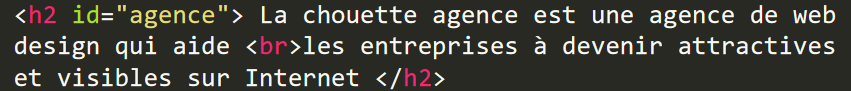 <h2 id="agence"> La chouette agence est une agence de web
design qui aide <br>les entreprises à devenir attractives
et visibles sur Internet </h2>